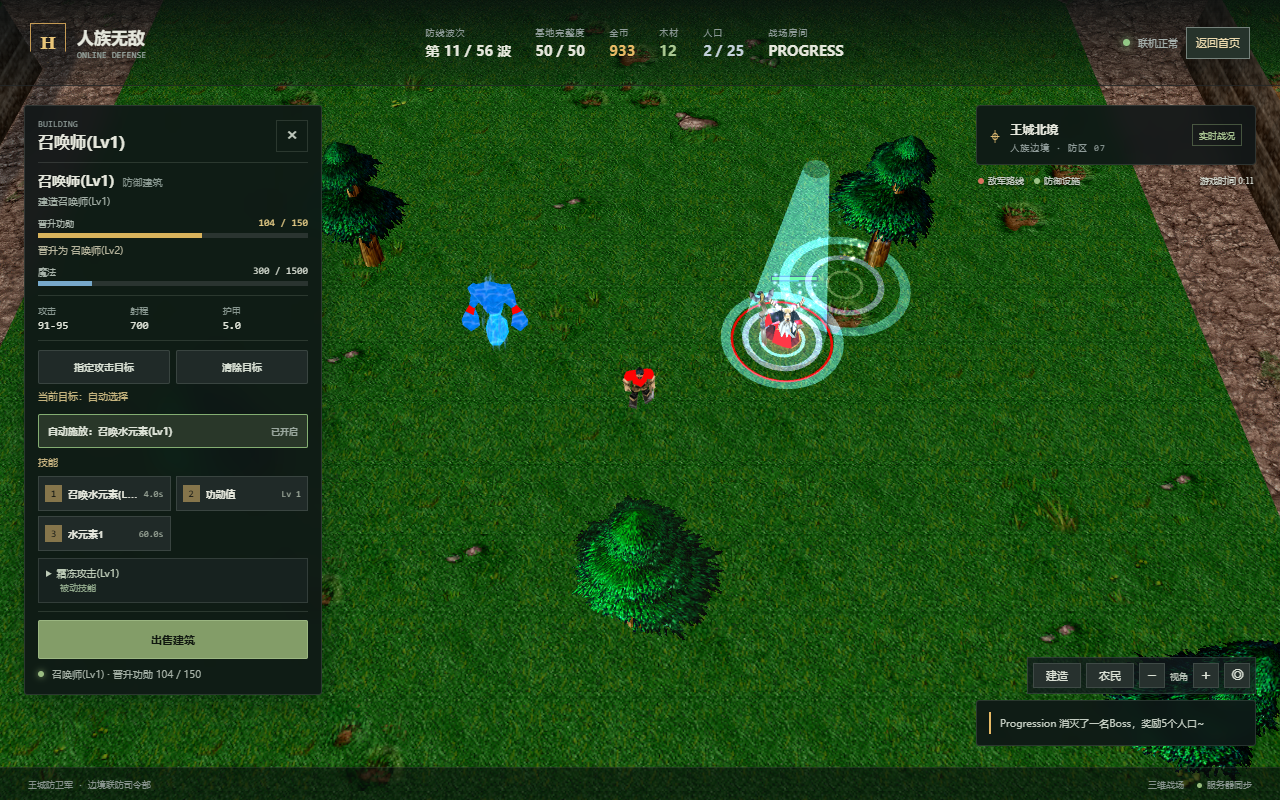 H
人族无敌
ONLINE DEFENSE
防线波次
第 11 / 56 波
基地完整度
50 / 50
金币
933
木材
12
人口
2 / 25
战场房间
PROGRESS
联机正常
返回首页
BUILDING
召唤师(Lv1)
×
召唤师(Lv1) 防御建筑
建造召唤师(Lv1)
晋升功勋 104 / 150
晋升为 召唤师(Lv2)
魔法 300 / 1500
攻击 射程 护甲
91-95 700 5.0
指定攻击目标 清除目标
当前目标：自动选择
自动施放：召唤水元素(Lv1) 已开启
技能
1 召唤水元素(L... 4.0s
2 功勋值 Lv 1
3 水元素1 60.0s
▶ 霜冻攻击(Lv1)
被动技能
出售建筑
召唤师(Lv1) · 晋升功勋 104 / 150
王城北境
人族边境 · 防区 07
实时战况
敌军路线 防御设施 游戏时间 0:11
建造 农民 − 视角 + ◎
Progression 消灭了一名Boss，奖励5个人口~
王城防卫军 · 边境联防司令部
三维战场 服务器同步